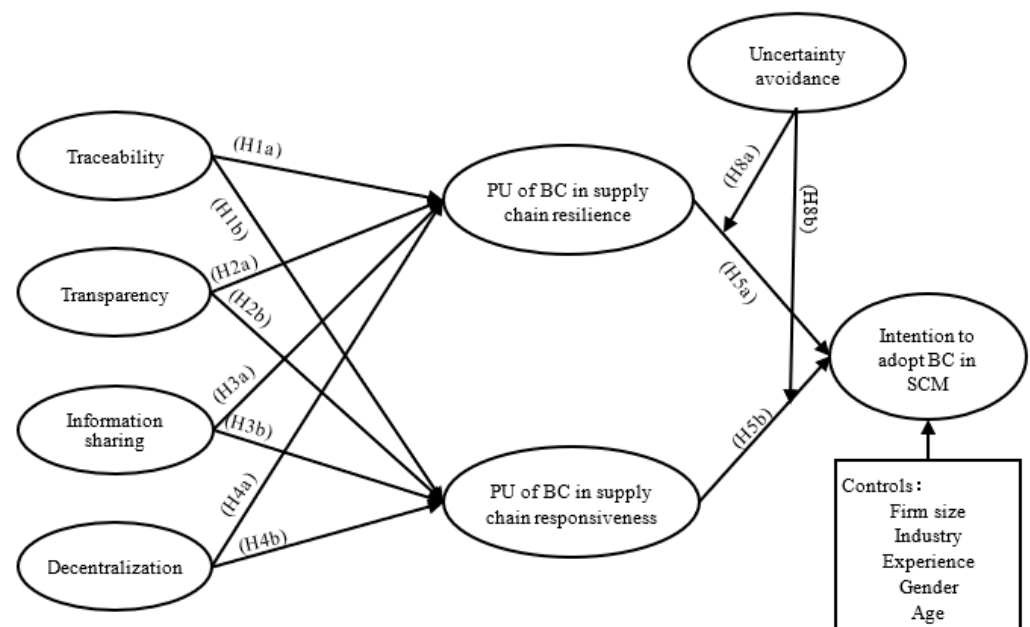 Uncertainty
avoidance
Traceability
(H1a)
(H1b)
PU of BC in supply
chain resilience
(H8a)
(H8b)
Transparency
(H2a)
(H2b)
(H5a)
Intention to
adopt BC in
SCM
Information
sharing
(H3a)
(H3b)
(H5b)
PU of BC in supply
chain responsiveness
Decentralization
(H4a)
(H4b)
Controls:
Firm size
Industry
Experience
Gender
Age